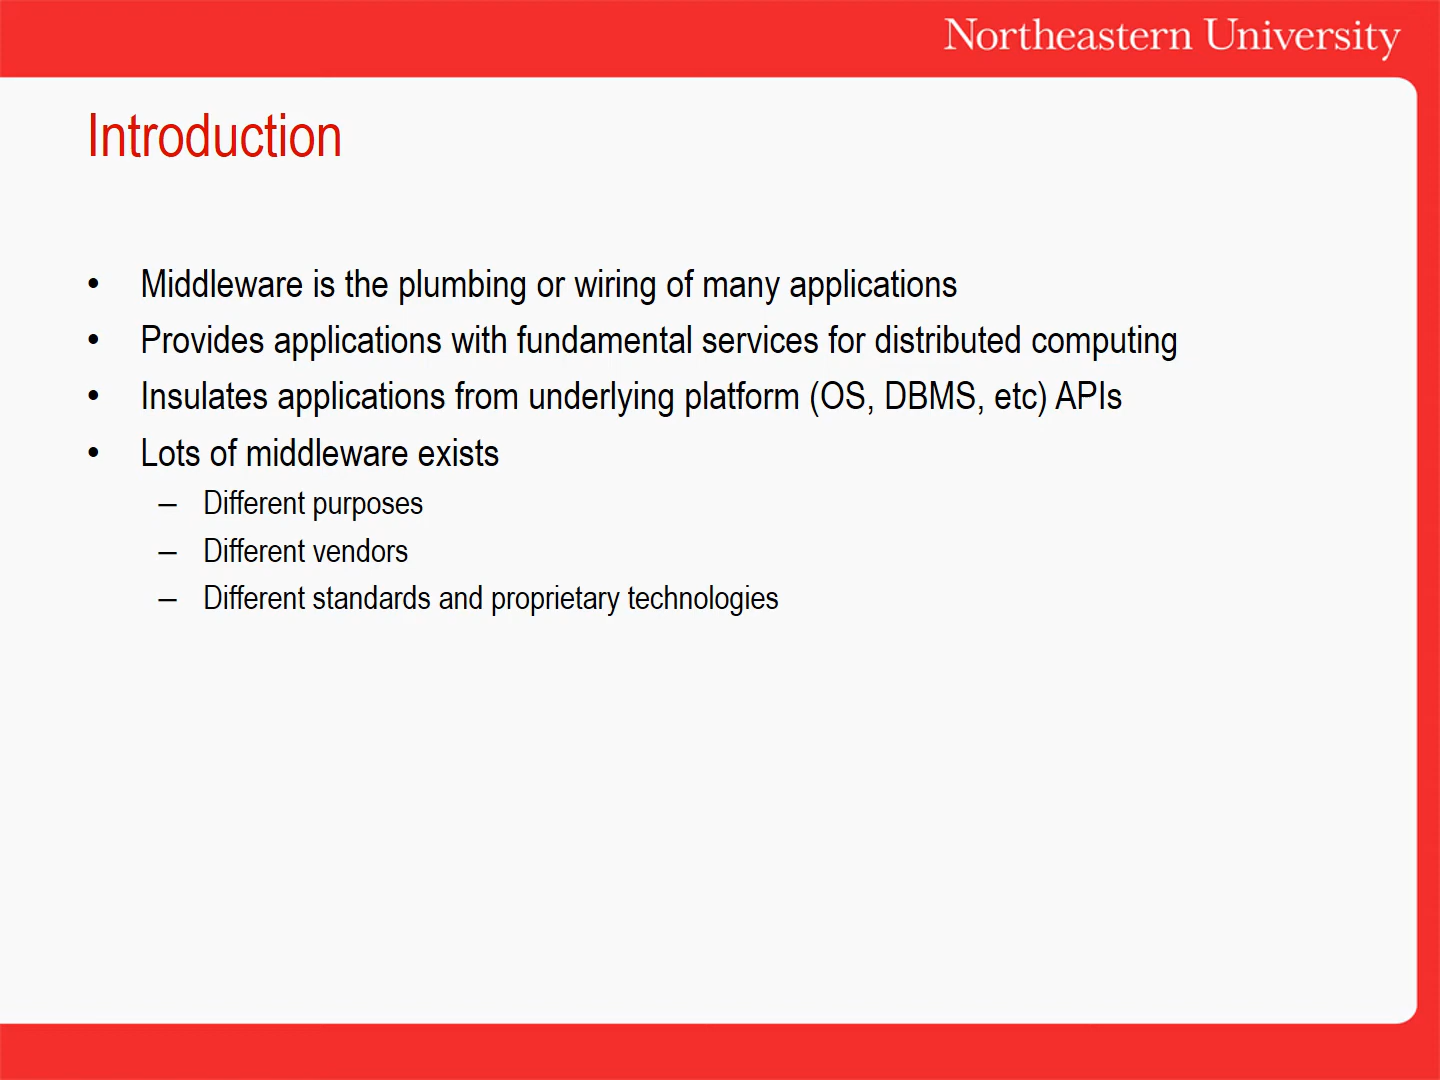 Northeastern University
Introduction
• Middleware is the plumbing or wiring of many applications
• Provides applications with fundamental services for distributed computing
• Insulates applications from underlying platform (OS, DBMS, etc) APIs
• Lots of middleware exists
– Different purposes
– Different vendors
– Different standards and proprietary technologies